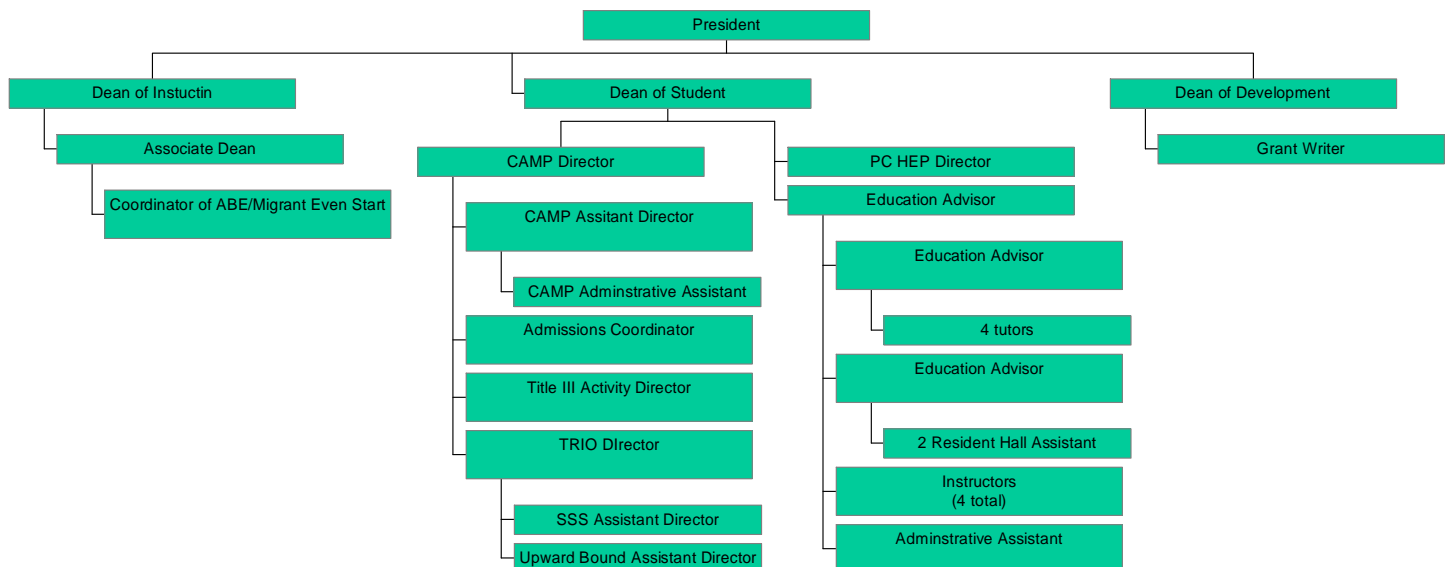 President
Dean of Instuctin
Dean of Student
Dean of Development
Associate Dean
CAMP Director
PC HEP Director
Grant Writer
Coordinator of ABE/Migrant Even Start
Education Advisor
CAMP Assitant Director
Education Advisor
CAMP Adminstrative Assistant
Admissions Coordinator
4 tutors
Education Advisor
Title III Activity Director
TRIO DIrector
2 Resident Hall Assistant
Instructors
(4 total)
SSS Assistant Director
Adminstrative Assistant
Upward Bound Assistant Director